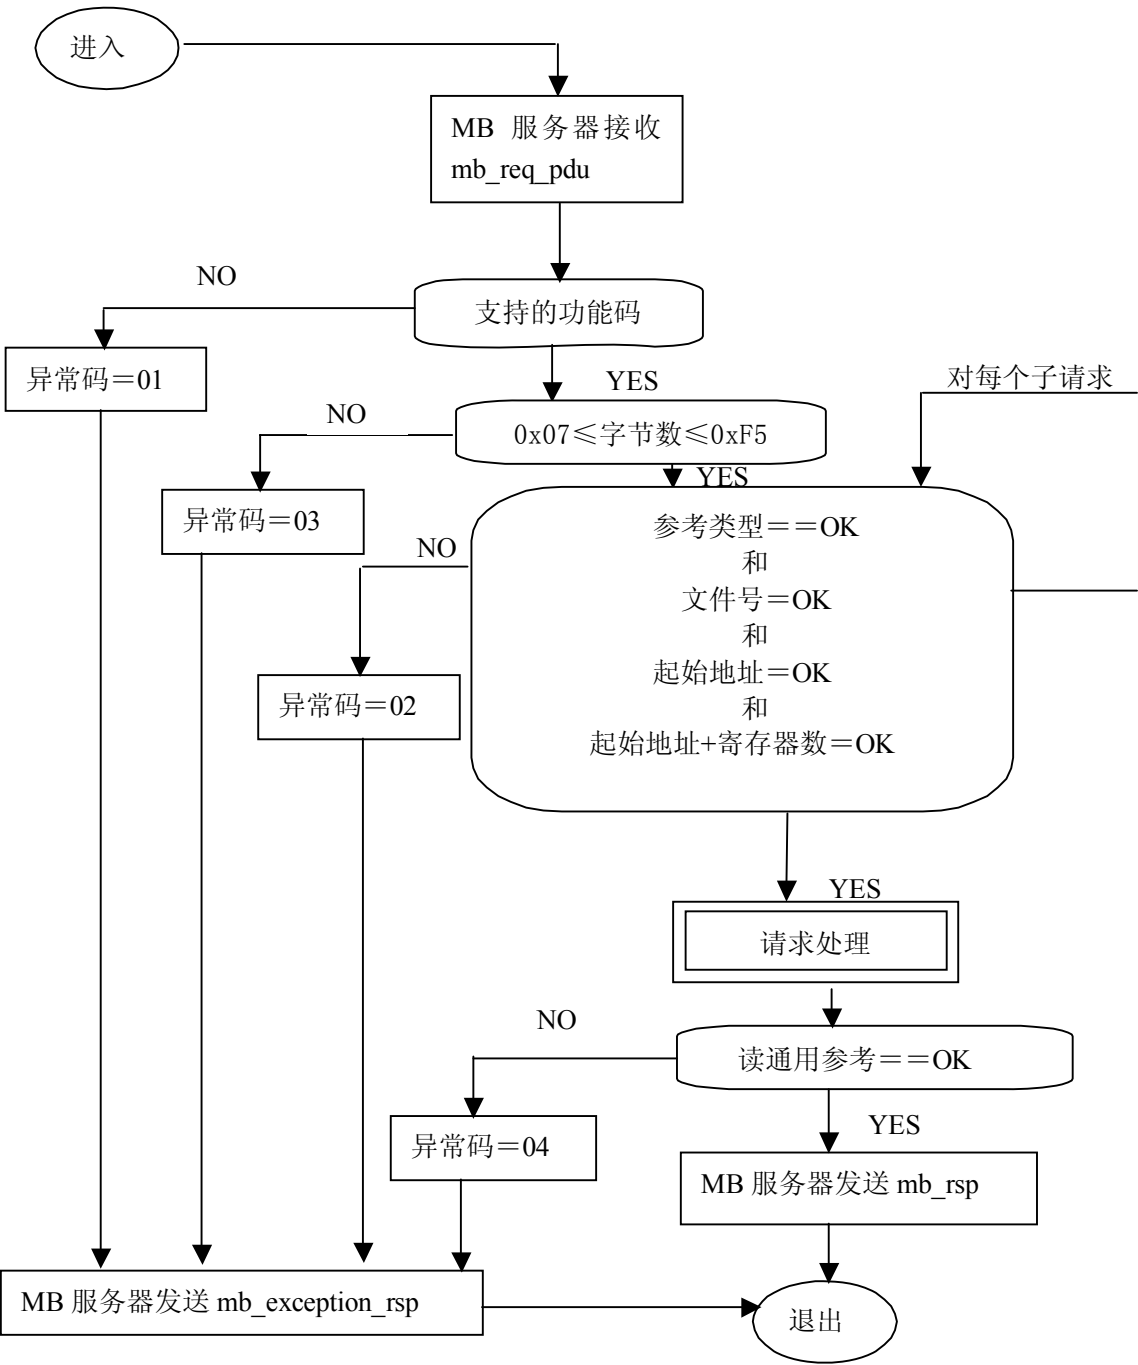 进入
MB 服务器接收
mb_req_pdu
NO
支持的功能码
异常码＝01
YES
对每个子请求
NO
0x07≤字节数≤0xF5
YES
异常码＝03
参考类型＝＝OK
NO
和
文件号＝OK
和
起始地址＝OK
异常码＝02
和
起始地址+寄存器数＝OK
YES
请求处理
NO
读通用参考＝＝OK
YES
异常码＝04
MB 服务器发送 mb_rsp
MB 服务器发送 mb_exception_rsp
退出